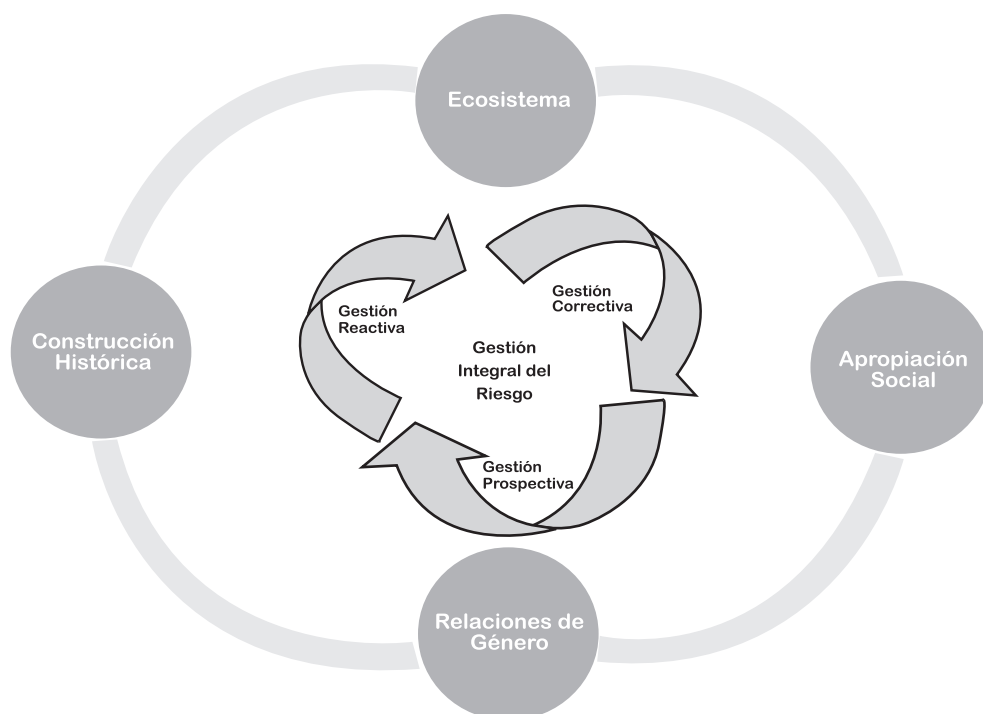 Ecosistema
Gestión
Reactiva
Gestión
Correctiva
Construcción
Histórica
Gestión
Integral del
Riesgo
Apropiación
Social
Gestión
Prospectiva
Relaciones de
Género